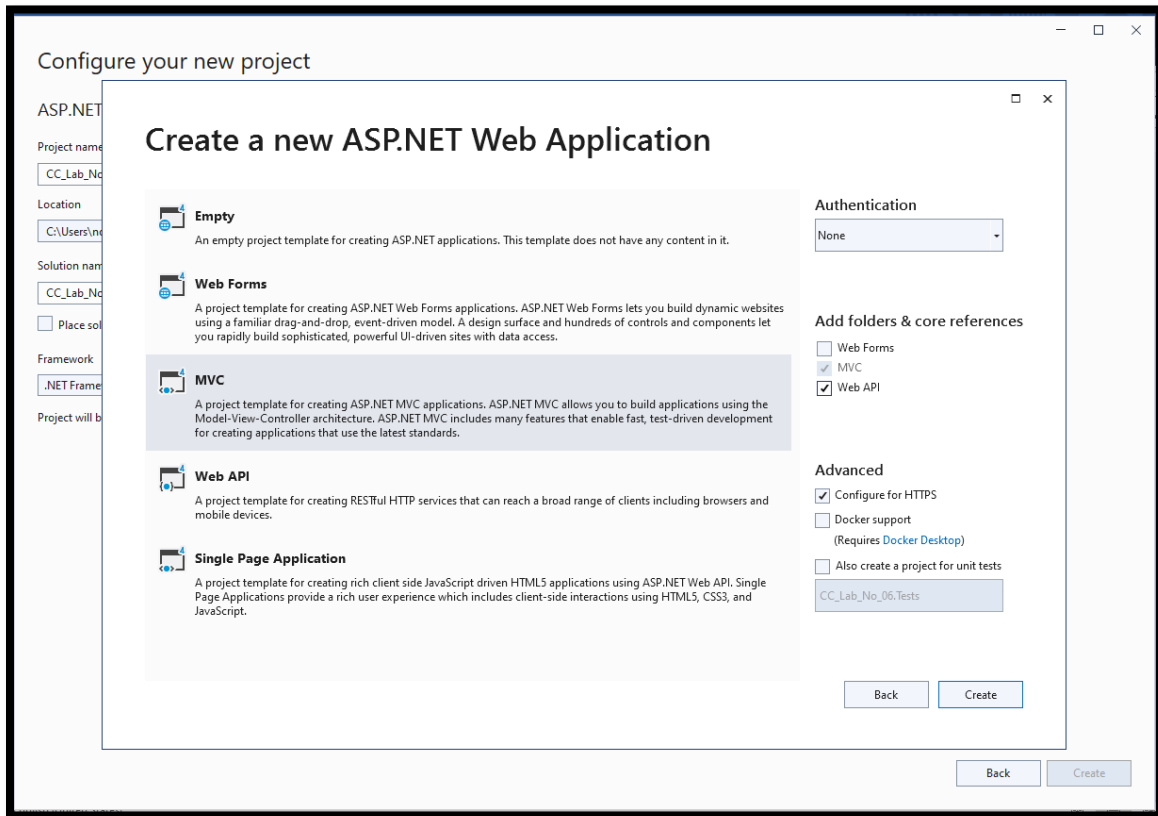 Configure your new project
ASP.NET
Project name
CC_Lab_No
Location
C:\Users\no
Solution nam
CC_Lab_No
Place sol
Framework
.NET Frame
Project will b
Create a new ASP.NET Web Application
Empty
An empty project template for creating ASP.NET applications. This template does not have any content in it.
Web Forms
A project template for creating ASP.NET Web Forms applications. ASP.NET Web Forms lets you build dynamic websites
using a familiar drag-and-drop, event-driven model. A design surface and hundreds of controls and components let
you rapidly build sophisticated, powerful UI-driven sites with data access.
MVC
A project template for creating ASP.NET MVC applications. ASP.NET MVC allows you to build applications using the
Model-View-Controller architecture. ASP.NET MVC includes many features that enable fast, test-driven development
for creating applications that use the latest standards.
Web API
A project template for creating RESTful HTTP services that can reach a broad range of clients including browsers and
mobile devices.
Single Page Application
A project template for creating rich client side JavaScript driven HTML5 applications using ASP.NET Web API. Single
Page Applications provide a rich user experience which includes client-side interactions using HTML5, CSS3, and
JavaScript.
Authentication
None
Add folders & core references
Web Forms
MVC
Web API
Advanced
Configure for HTTPS
Docker support
(Requires Docker Desktop)
Also create a project for unit tests
CC_Lab_No_06.Tests
Back Create
Back Create